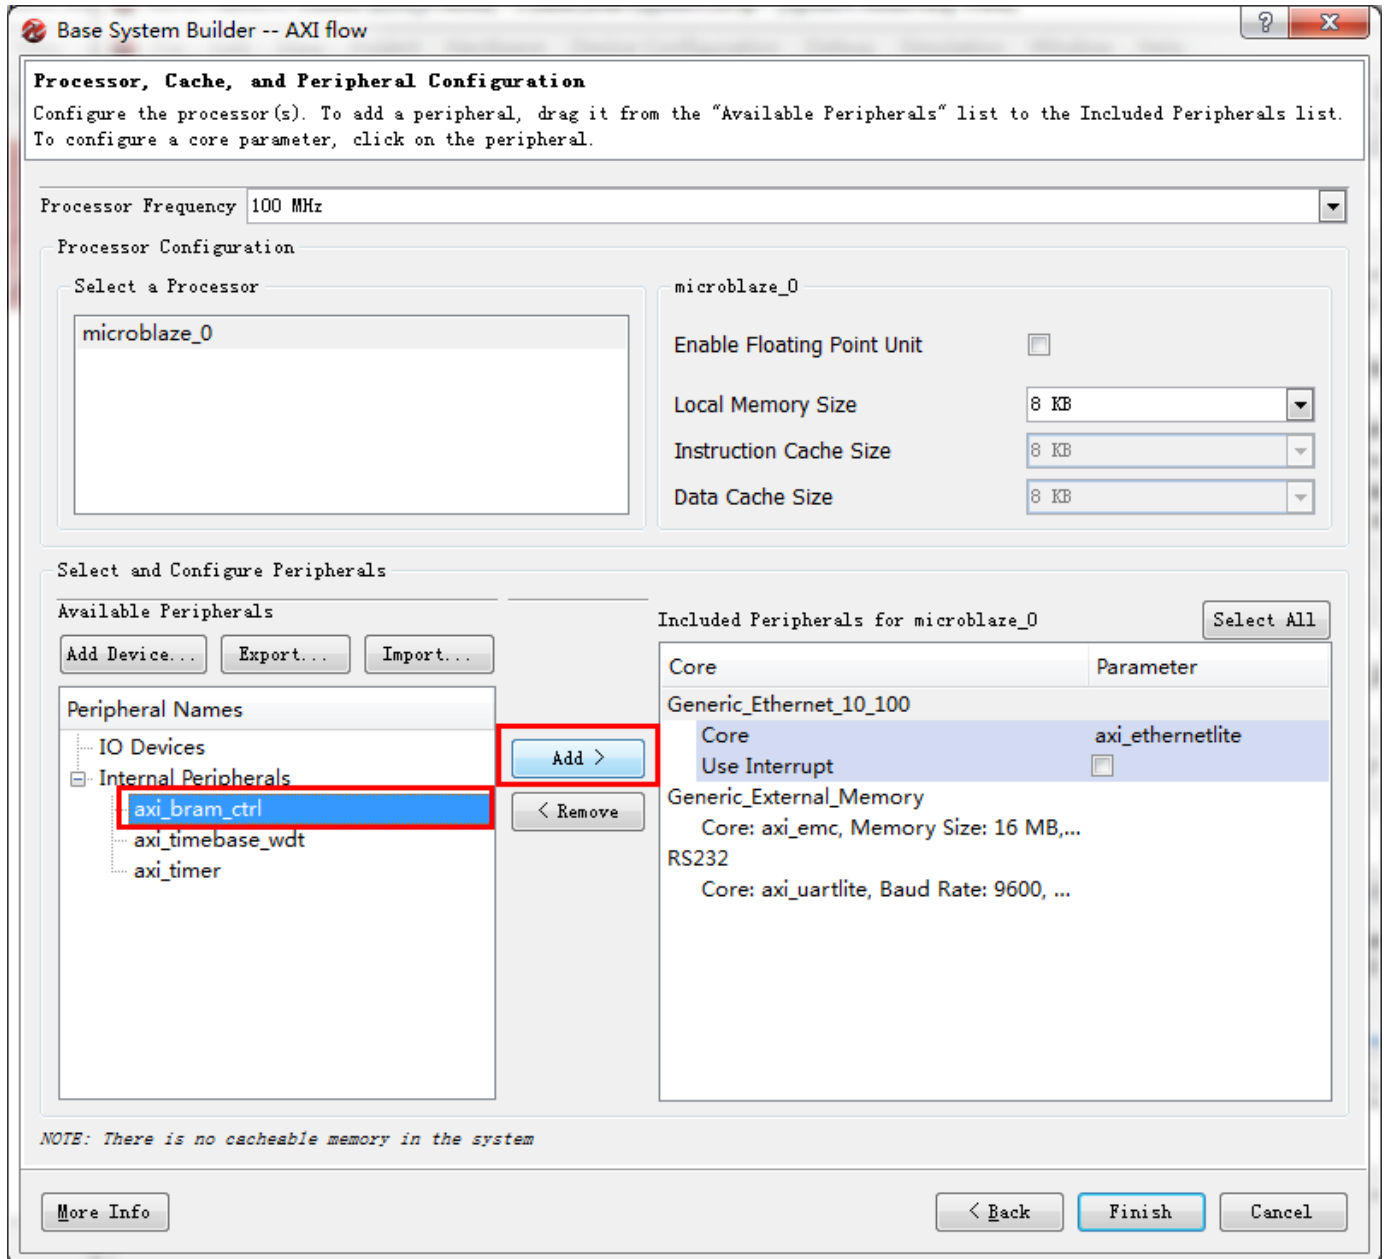 Base System Builder -- AXI flow
Processor, Cache, and Peripheral Configuration
Configure the processor(s). To add a peripheral, drag it from the "Available Peripherals" list to the Included Peripherals list.
To configure a core parameter, click on the peripheral.
Processor Frequency 100 MHz
Processor Configuration
Select a Processor
microblaze_0
microblaze_0
Enable Floating Point Unit
Local Memory Size 8 KB
Instruction Cache Size 8 KB
Data Cache Size 8 KB
Select and Configure Peripherals
Available Peripherals
Add Device... Export... Import...
Peripheral Names
IO Devices
Internal Peripherals
axi_bram_ctrl
axi_timebase_wdt
axi_timer
Add >
< Remove
Included Peripherals for microblaze_0 Select All
Core Parameter
Generic_Ethernet_10_100
Core axi_ethernetlite
Use Interrupt
Generic_External_Memory
Core: axi_emc, Memory Size: 16 MB,...
RS232
Core: axi_uartlite, Baud Rate: 9600, ...
NOTE: There is no cacheable memory in the system
More Info < Back Finish Cancel